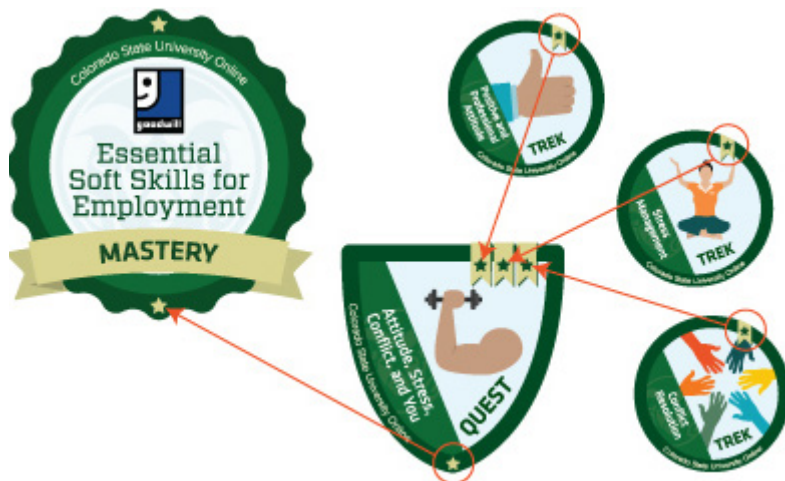 Colorado State University Online
goodwill
Essential
Soft Skills for
Employment
MASTERY
Positive and
Professional
Attitude
TREK
Colorado State University Online
Stress
Management
TREK
Colorado State University Online
Attitude, Stress,
Conflict, and You
QUEST
Colorado State University Online
Conflict
Resolution
TREK
Colorado State University Online